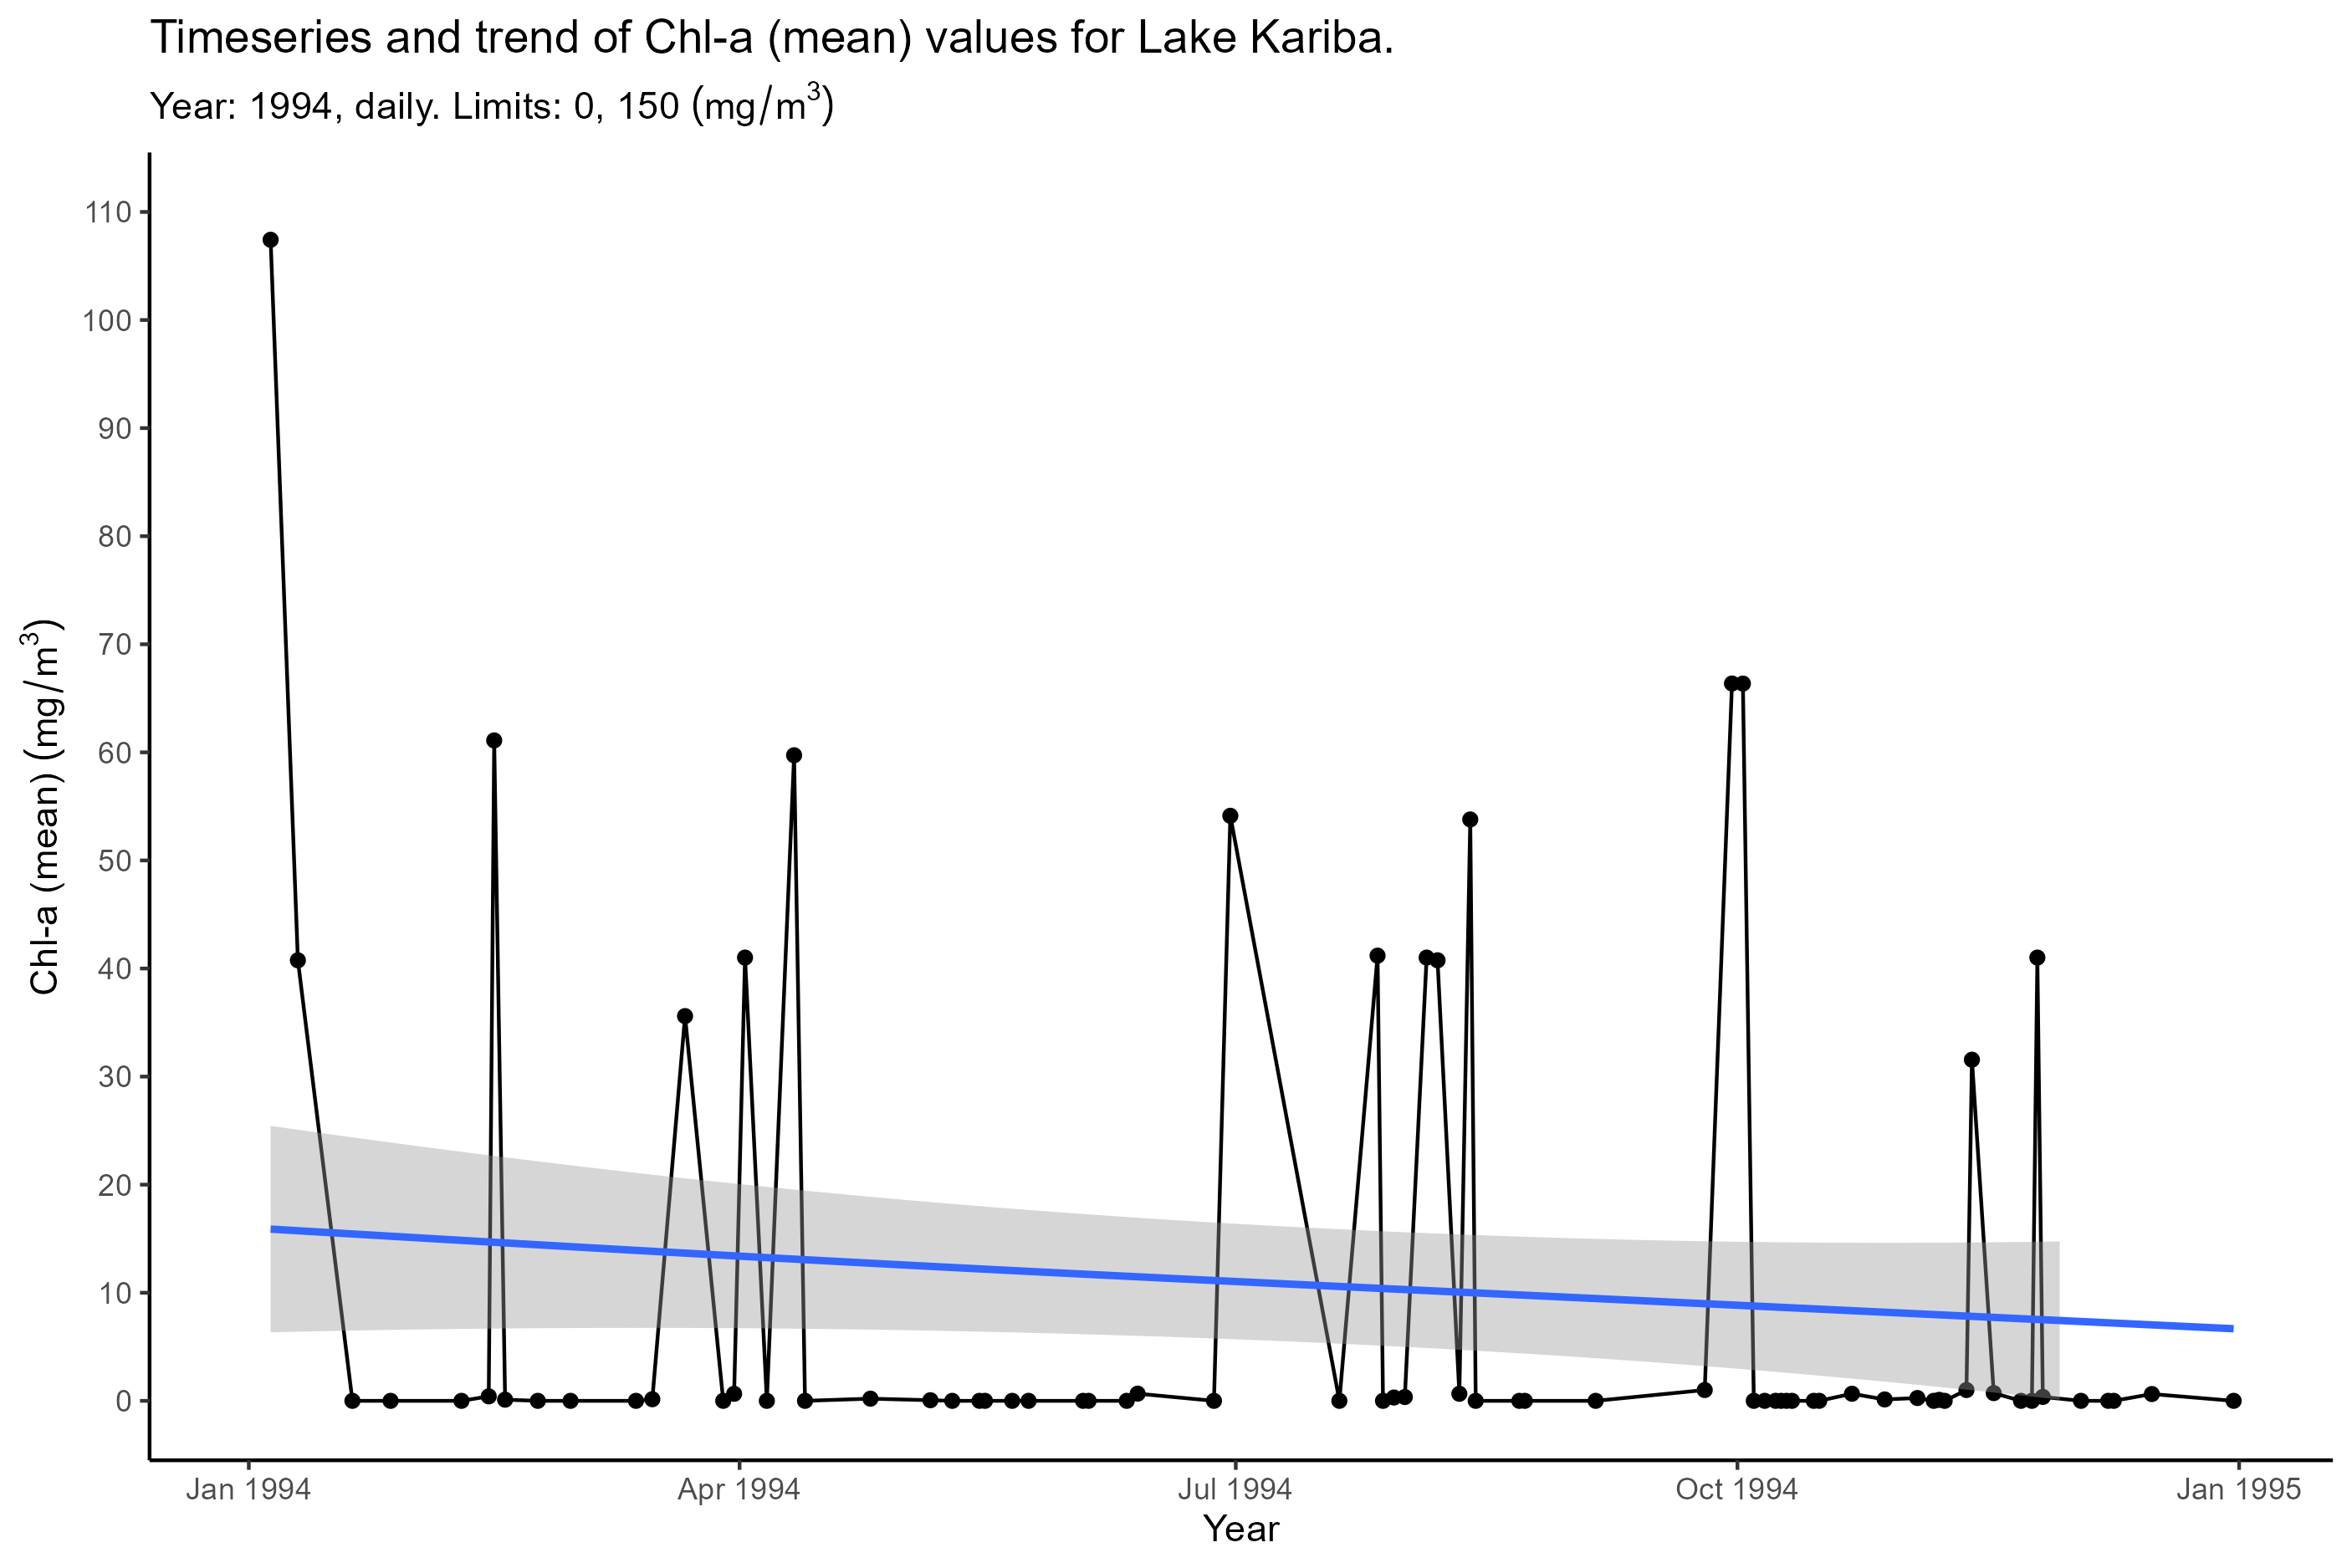 Timeseries and trend of Chl-a (mean) values for Lake Kariba.
Year: 1994, daily. Limits: 0, 150 (mg/m³)
Chl-a (mean) (mg/m³)
110
100
90
80
70
60
50
40
30
20
10
0
Jan 1994
Apr 1994
Jul 1994
Oct 1994
Jan 1995
Year